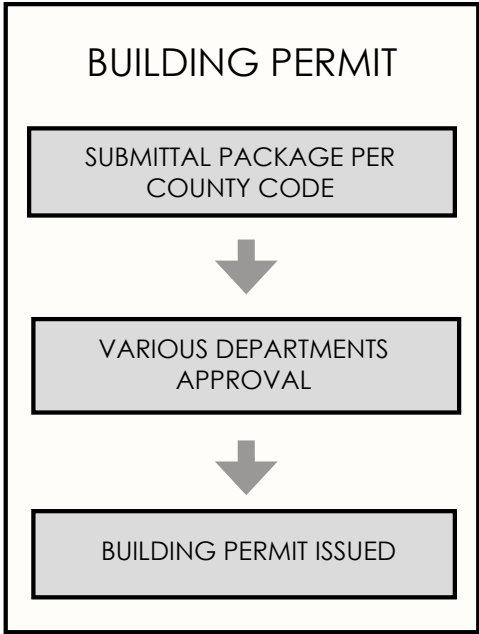 BUILDING PERMIT
SUBMITTAL PACKAGE PER
COUNTY CODE
VARIOUS DEPARTMENTS
APPROVAL
BUILDING PERMIT ISSUED